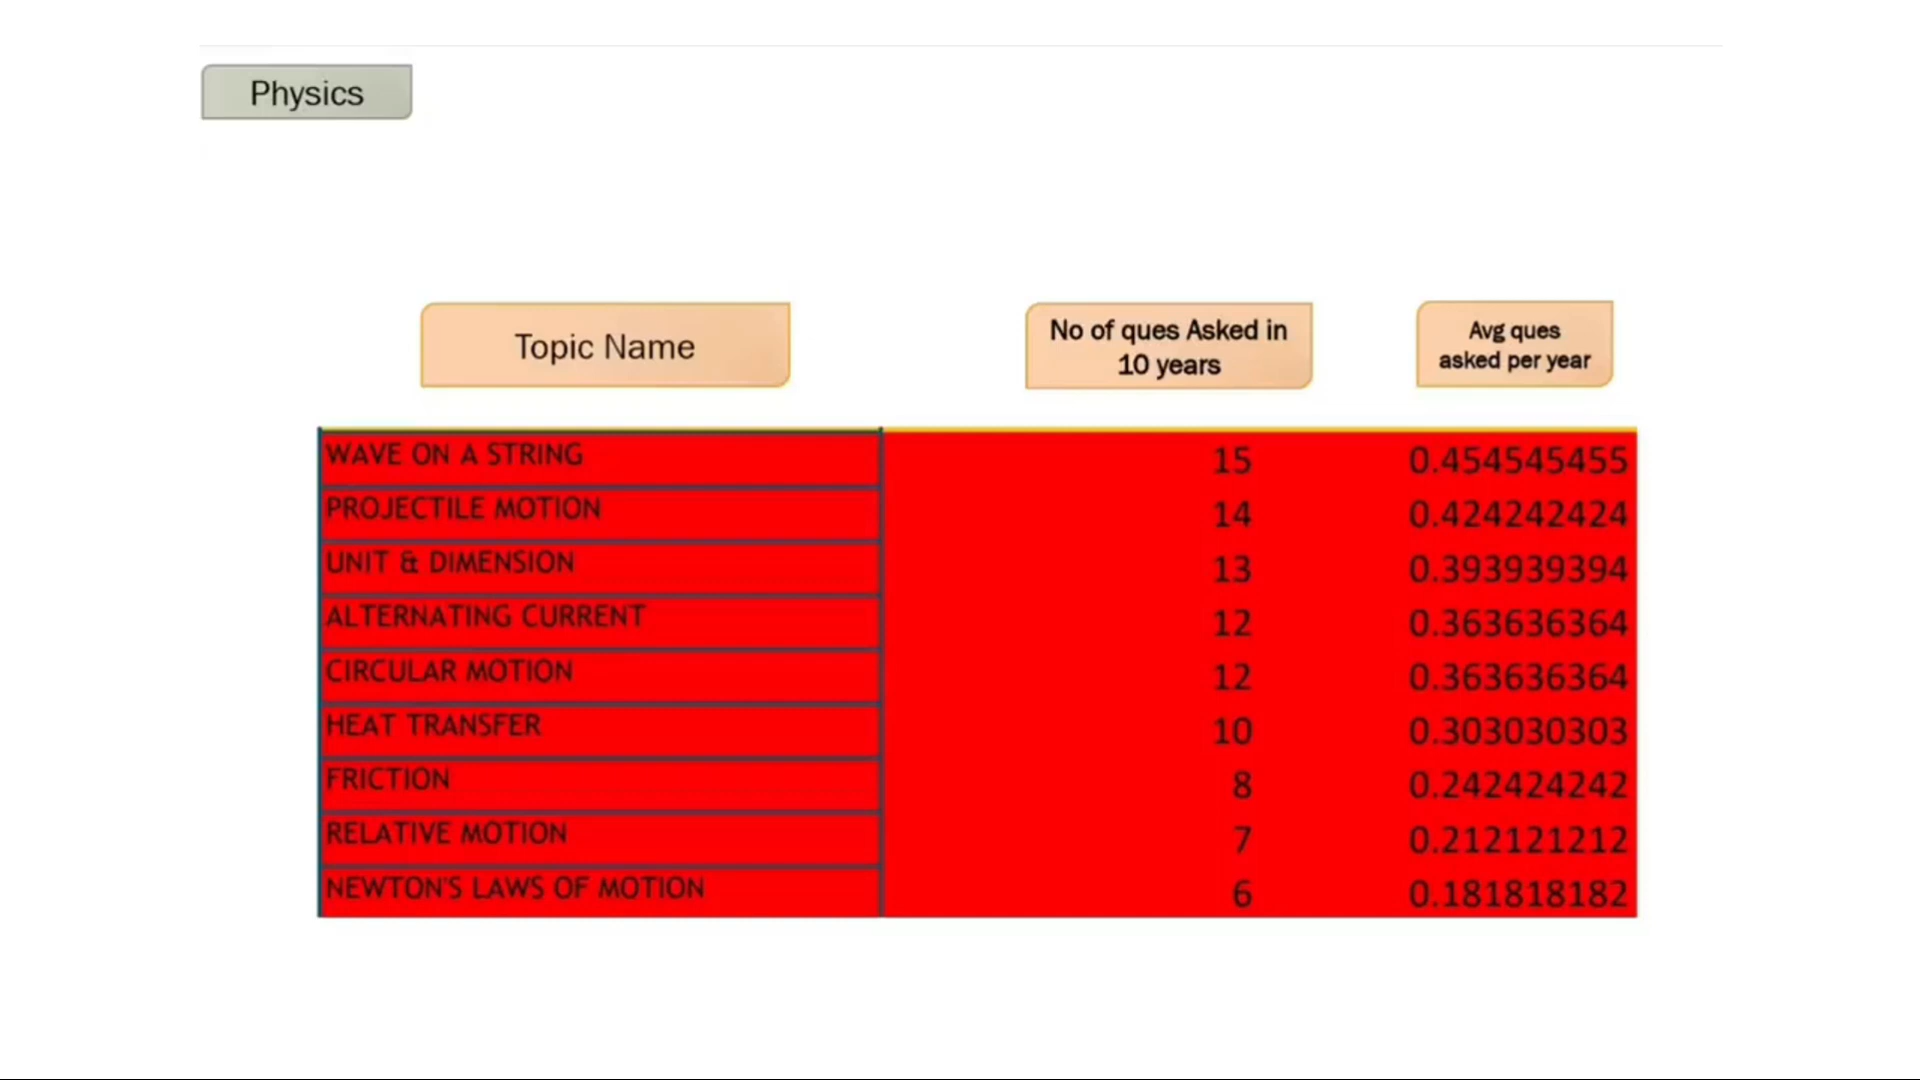 Physics
Topic Name
No of ques Asked in
10 years
Avg ques
asked per year
WAVE ON A STRING 15 0.454545455
PROJECTILE MOTION 14 0.424242424
UNIT & DIMENSION 13 0.393939394
ALTERNATING CURRENT 12 0.363636364
CIRCULAR MOTION 12 0.363636364
HEAT TRANSFER 10 0.303030303
FRICTION 8 0.242424242
RELATIVE MOTION 7 0.212121212
NEWTON'S LAWS OF MOTION 6 0.181818182